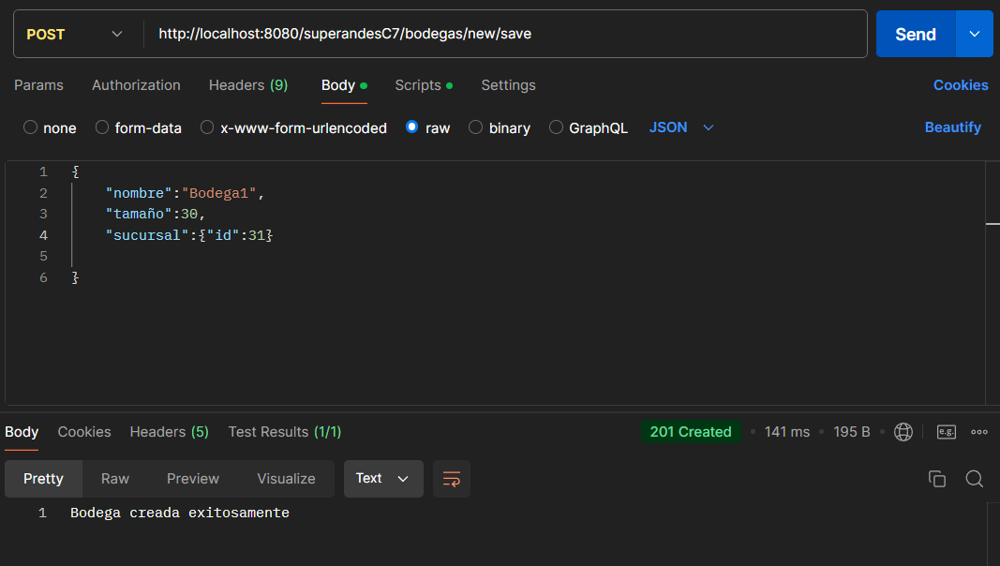 POST http://localhost:8080/superandesC7/bodegas/new/save Send
Params Authorization Headers (9) Body Scripts Settings Cookies
none form-data x-www-form-urlencoded raw binary GraphQL JSON Beautify
1 {
2 "nombre":"Bodega1",
3 "tamaño":30,
4 "sucursal":{"id":31}
5
6 }
Body Cookies Headers (5) Test Results (1/1) 201 Created 141 ms 195 B e.g.
Pretty Raw Preview Visualize Text
1 Bodega creada exitosamente